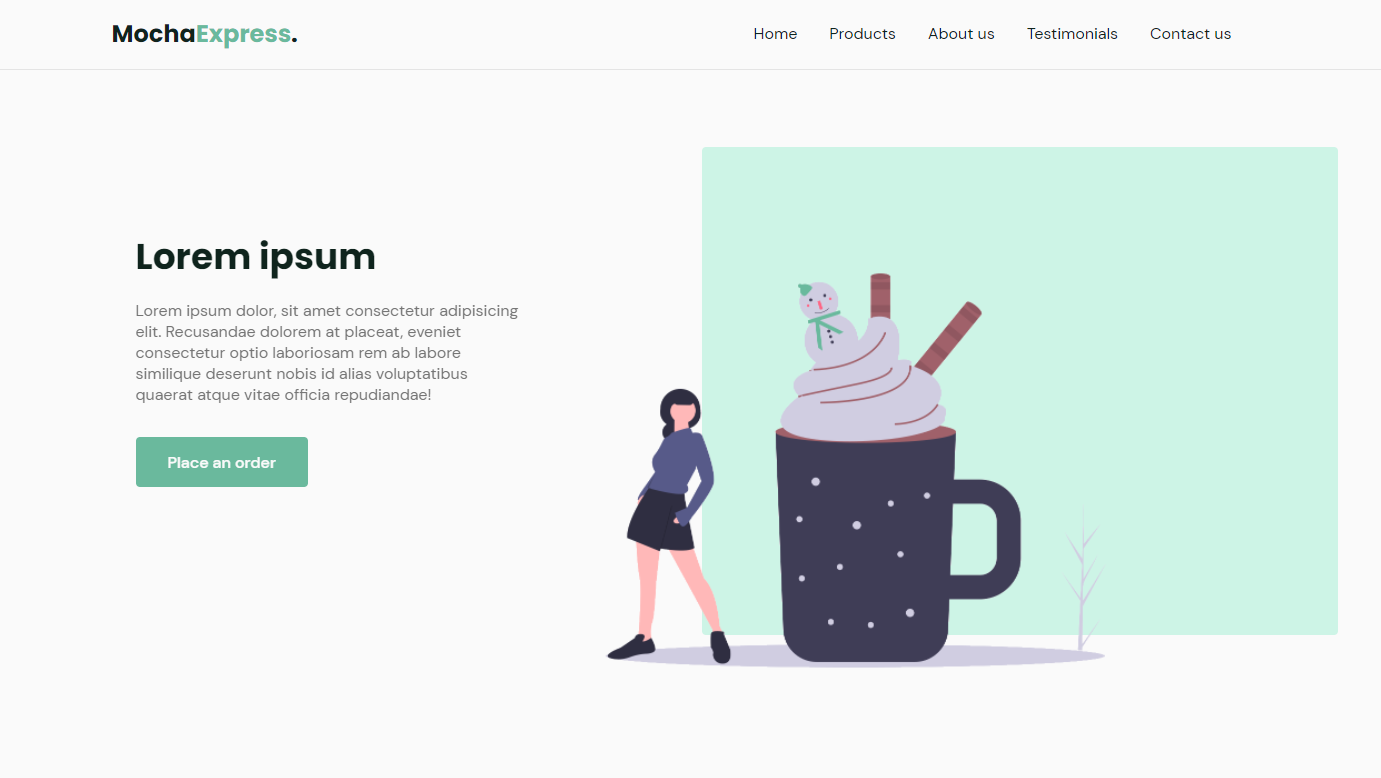 MochaExpress.
Home Products About us Testimonials Contact us
Lorem ipsum
Lorem ipsum dolor, sit amet consectetur adipisicing
elit. Recusandae dolorem at placeat, eveniet
consectetur optio laboriosam rem ab labore
similique deserunt nobis id alias voluptatibus
quaerat atque vitae officia repudiandae!
Place an order